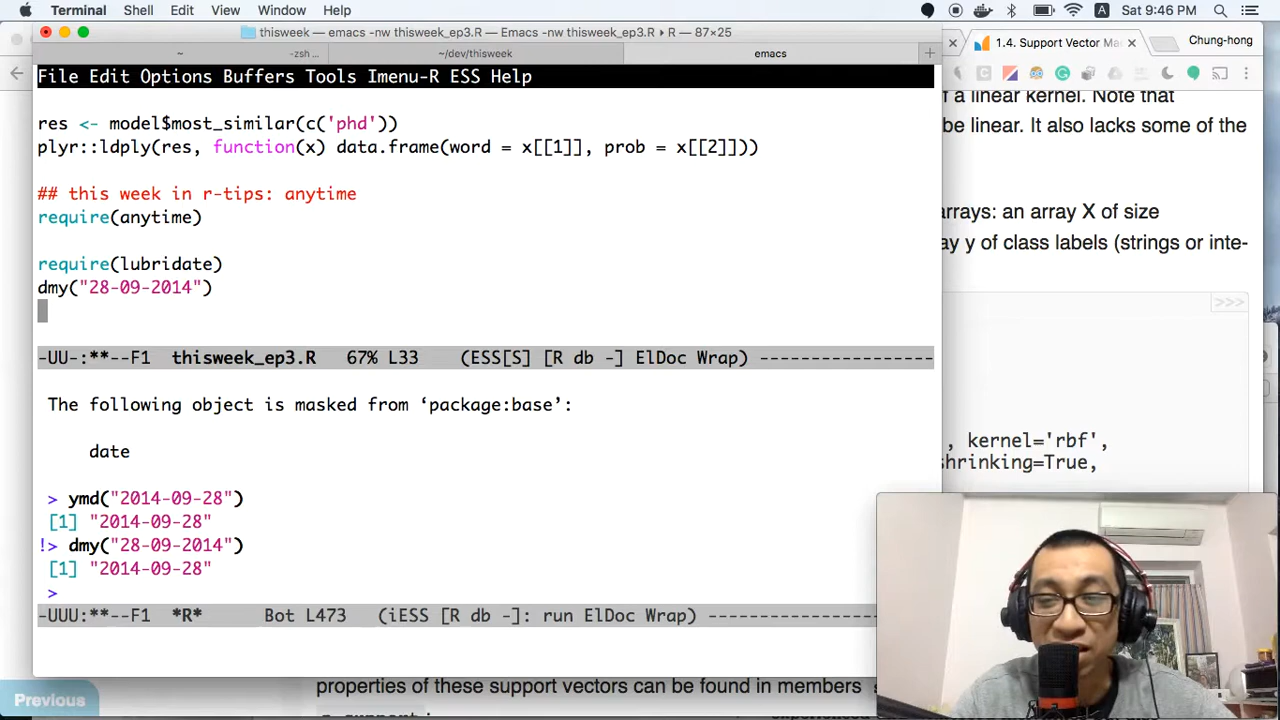 Terminal Shell Edit View Window Help
Sat 9:46 PM
thisweek — emacs -nw thisweek_ep3.R — Emacs -nw thisweek_ep3.R ▸ R — 87×25
~ -zsh ... ~/dev/thisweek emacs
1.4. Support Vector Ma
Chung-hong
File Edit Options Buffers Tools Imenu-R ESS Help
res <- model$most_similar(c('phd'))
plyr::ldply(res, function(x) data.frame(word = x[[1]], prob = x[[2]]))
## this week in r-tips: anytime
require(anytime)
require(lubridate)
dmy("28-09-2014")
-UU-:**--F1 thisweek_ep3.R 67% L33 (ESS[S] [R db -] ElDoc Wrap) -----------------
The following object is masked from ‘package:base’:
date
> ymd("2014-09-28")
[1] "2014-09-28"
!> dmy("28-09-2014")
[1] "2014-09-28"
>
-UUU:**--F1 *R* Bot L473 (iESS [R db -]: run ElDoc Wrap) ----------------
of a linear kernel. Note that
be linear. It also lacks some of the
arrays: an array X of size
ay y of class labels (strings or inte-
>>>
, kernel='rbf',
shrinking=True,
Previous
properties of these support vectors can be found in members